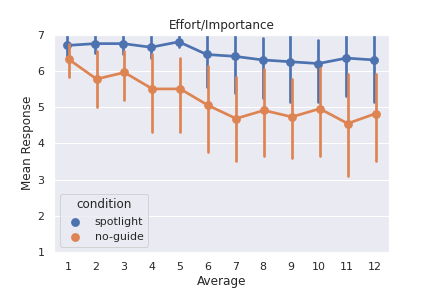 Effort/Importance
7
6
5
4
3
2
1
Mean Response
condition
spotlight
no-guide
1 2 3 4 5 6 7 8 9 10 11 12
Average